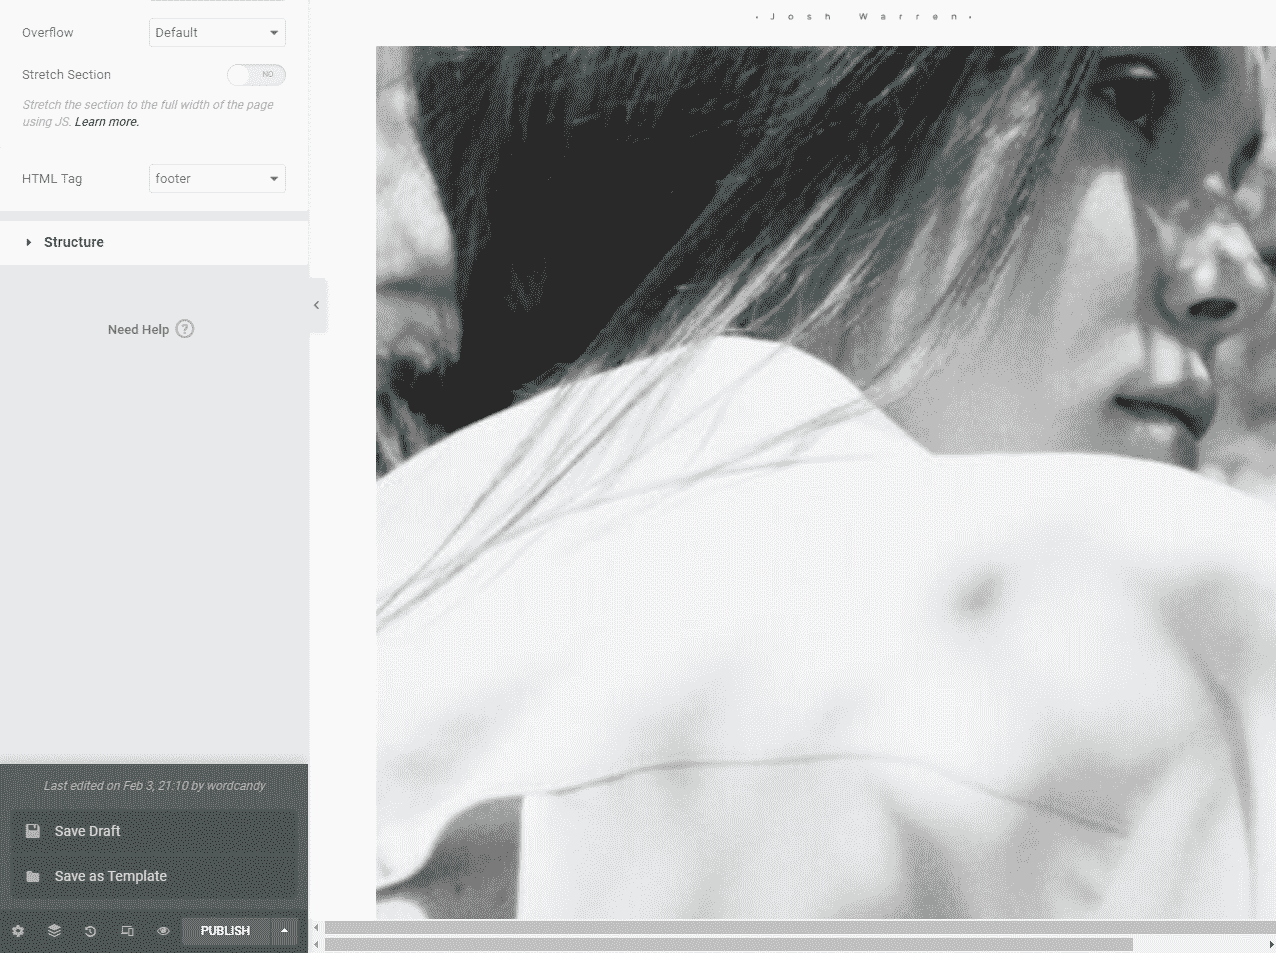 · Josh Warren ·
Overflow Default
Stretch Section NO
Stretch the section to the full width of the page
using JS. Learn more.
HTML Tag footer
Structure
Need Help ?
Last edited on Feb 3, 21:10 by wordcandy
Save Draft
Save as Template
PUBLISH